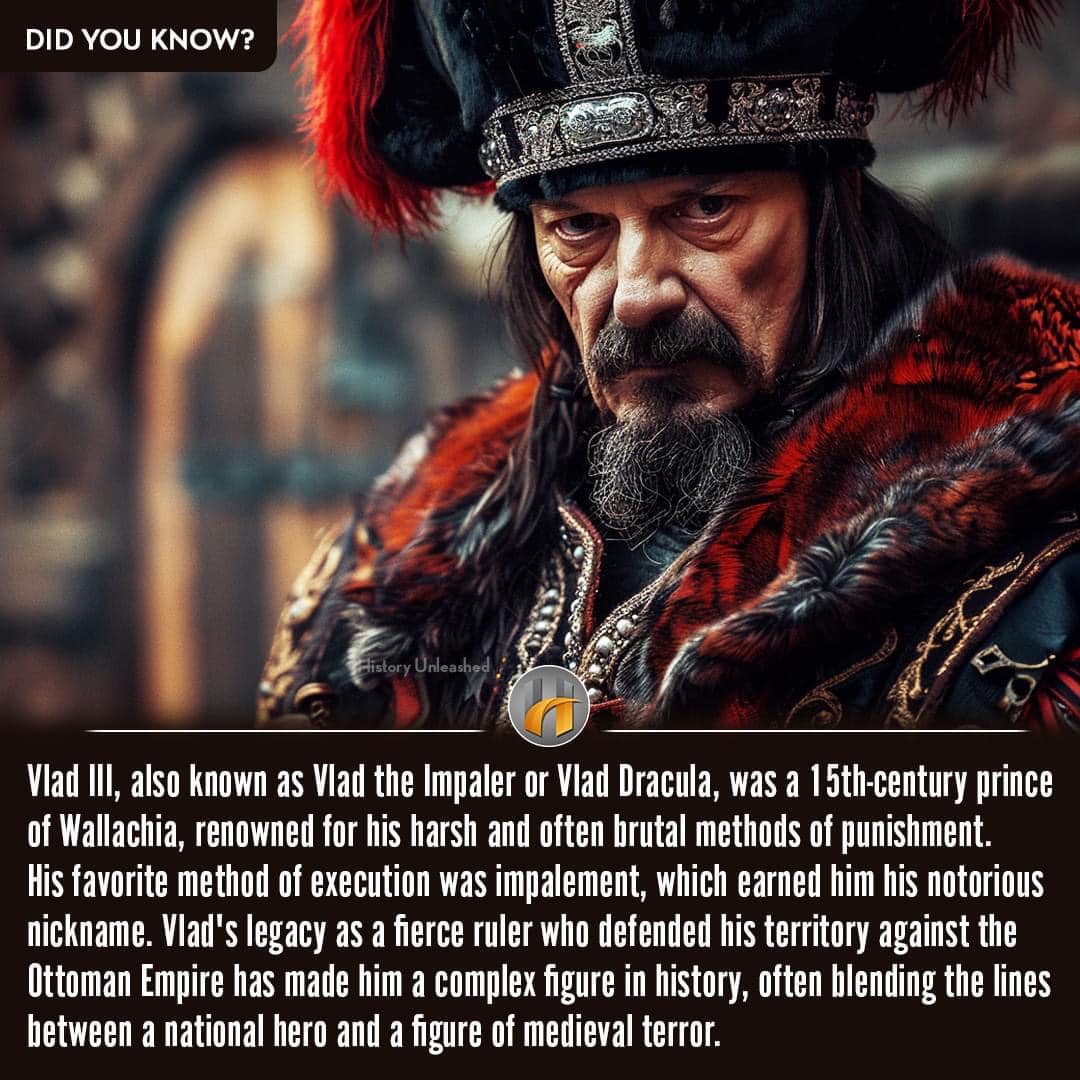 DID YOU KNOW?
History Unleashed
Vlad III, also known as Vlad the Impaler or Vlad Dracula, was a 15th-century prince
of Wallachia, renowned for his harsh and often brutal methods of punishment.
His favorite method of execution was impalement, which earned him his notorious
nickname. Vlad's legacy as a fierce ruler who defended his territory against the
Ottoman Empire has made him a complex figure in history, often blending the lines
between a national hero and a figure of medieval terror.